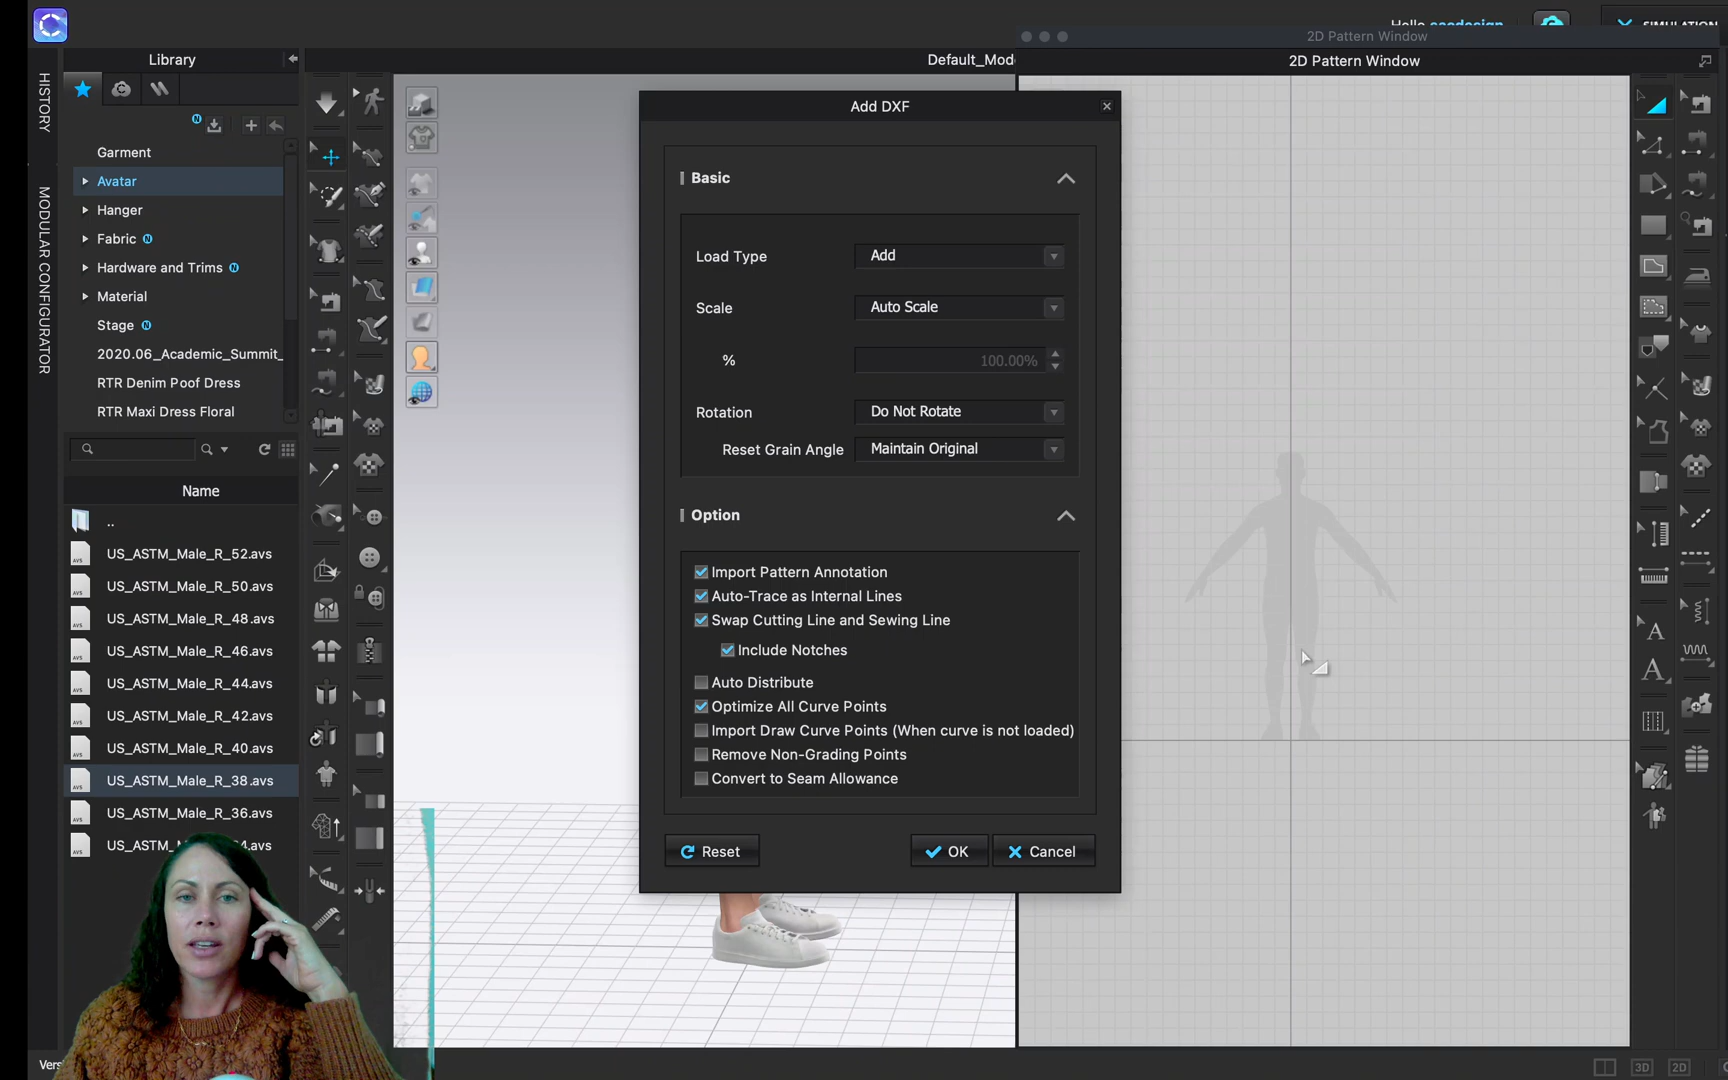 Hello
SIMULATION
2D Pattern Window
Library
Default_Mod
2D Pattern Window
HISTORY
MODULAR CONFIGURATOR
Garment
Avatar
Hanger
Fabric
Hardware and Trims
Material
Stage
2020.06_Academic_Summit_
RTR Denim Poof Dress
RTR Maxi Dress Floral
Name
..
US_ASTM_Male_R_52.avs
US_ASTM_Male_R_50.avs
US_ASTM_Male_R_48.avs
US_ASTM_Male_R_46.avs
US_ASTM_Male_R_44.avs
US_ASTM_Male_R_42.avs
US_ASTM_Male_R_40.avs
US_ASTM_Male_R_38.avs
US_ASTM_Male_R_36.avs
Add DXF
Basic
Load Type Add
Scale Auto Scale
% 100.00%
Rotation Do Not Rotate
Reset Grain Angle Maintain Original
Option
Import Pattern Annotation
Auto-Trace as Internal Lines
Swap Cutting Line and Sewing Line
Include Notches
Auto Distribute
Optimize All Curve Points
Import Draw Curve Points (When curve is not loaded)
Remove Non-Grading Points
Convert to Seam Allowance
Reset OK Cancel
3D 2D